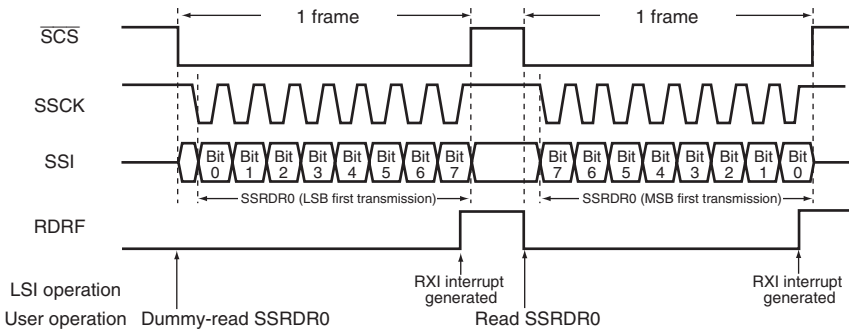 1 frame 1 frame
SCS
SSCK
SSI Bit 0 Bit 1 Bit 2 Bit 3 Bit 4 Bit 5 Bit 6 Bit 7 Bit 7 Bit 6 Bit 5 Bit 4 Bit 3 Bit 2 Bit 1 Bit 0
SSRDR0 (LSB first transmission) SSRDR0 (MSB first transmission)
RDRF
LSI operation RXI interrupt generated RXI interrupt generated
User operation Dummy-read SSRDR0 Read SSRDR0